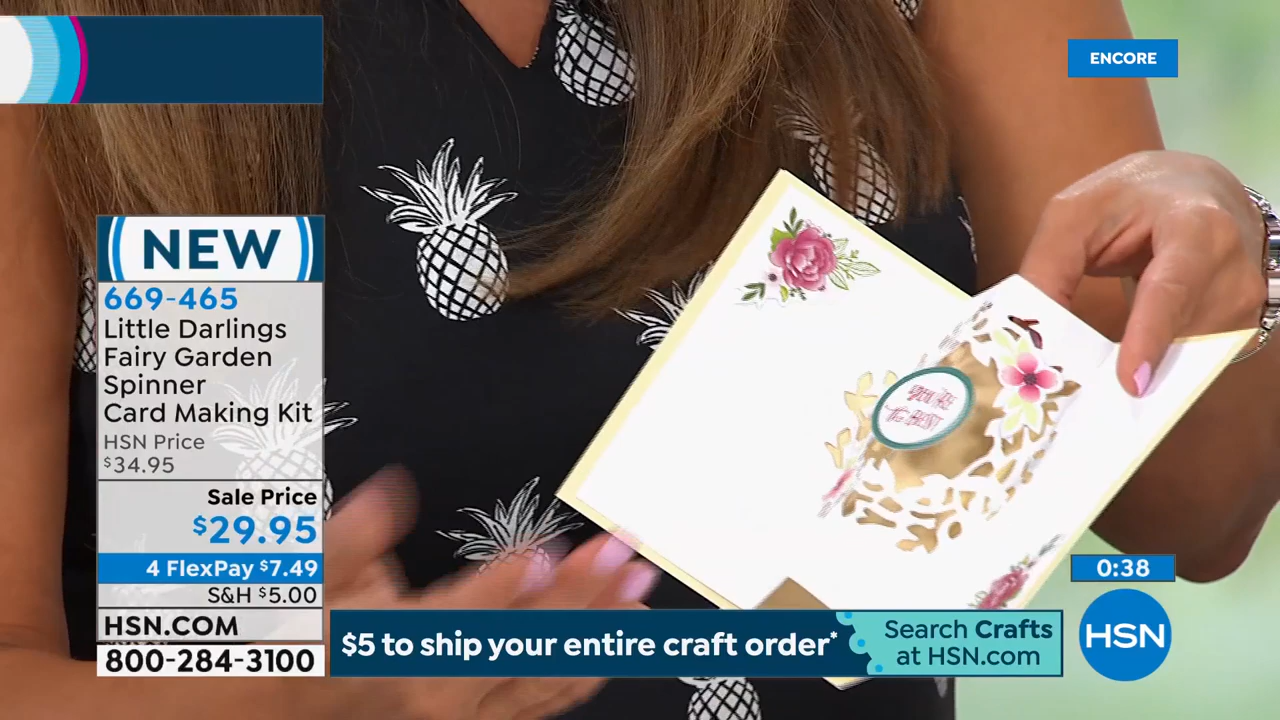 ENCORE
NEW
669-465
Little Darlings
Fairy Garden
Spinner
Card Making Kit
HSN Price
$34.95
Sale Price
$29.95
4 FlexPay $7.49
S&H $5.00
HSN.COM
800-284-3100
$5 to ship your entire craft order*
Search Crafts
at HSN.com
0:38
HSN
YOU ARE